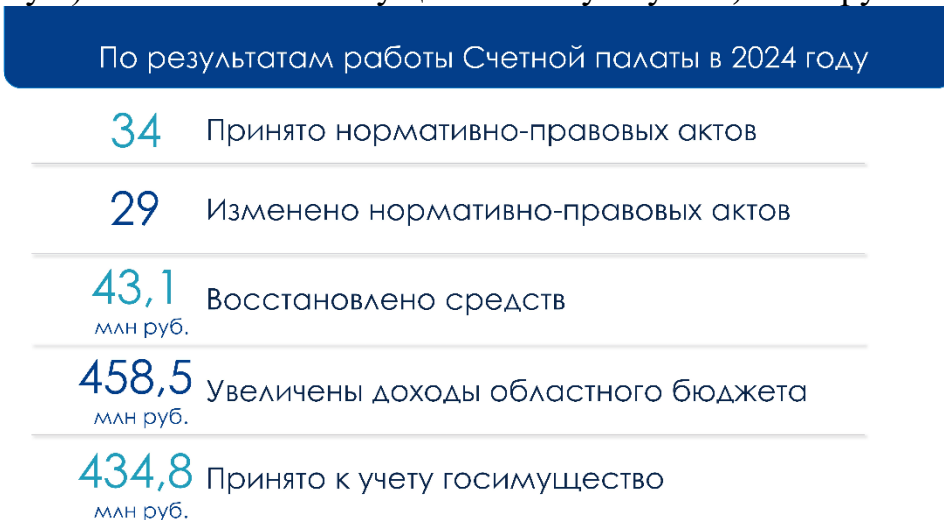 По результатам работы Счетной палаты в 2024 году
34 Принято нормативно-правовых актов
29 Изменено нормативно-правовых актов
43,1 млн руб. Восстановлено средств
458,5 млн руб. Увеличены доходы областного бюджета
434,8 млн руб. Принято к учету госимущество